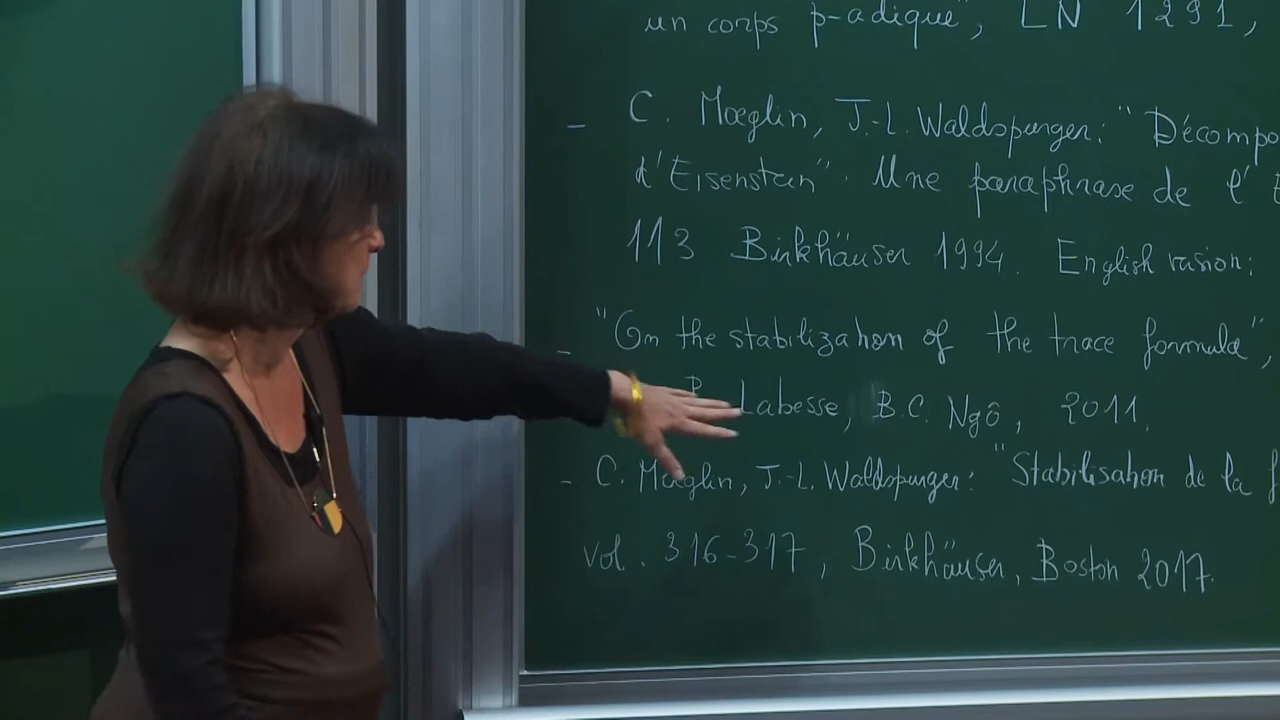 un corps p-adique", LN 1291,
- C. Mœglin, J.-L. Waldspurger: "Décompo
d'Eisenstein". Une paraphrase de l'
113 Birkhäuser 1994. English version:
- "On the stabilization of the trace formula",
Labesse, B.C. Ngô, 2011.
- C. Mœglin, J.-L. Waldspurger: "Stabilisation de la f
vol. 316-317, Birkhäuser, Boston 2017.